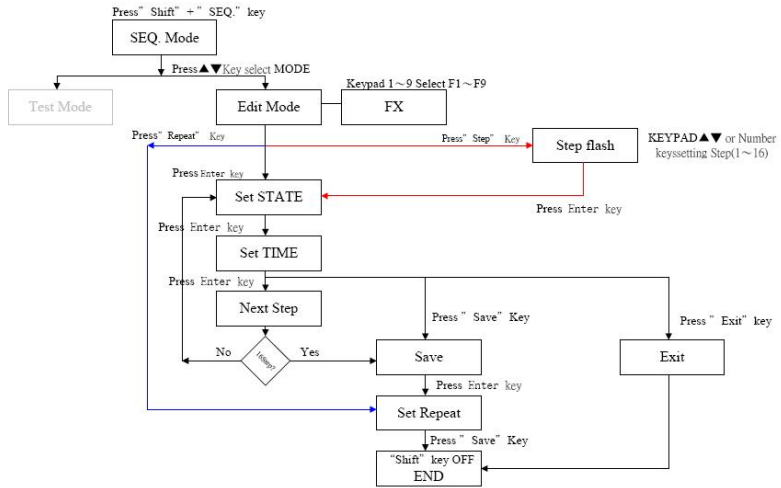 Press” Shift” + ” SEQ.” key
SEQ. Mode
Press▲▼Key select MODE
Keypad 1～9 Select F1～F9
Test Mode
Edit Mode
FX
Press” Repeat” Key
Press” Step” Key
Step flash
KEYPAD▲▼ or Number
keyssetting Step(1～16)
Press Enter key
Set STATE
Press Enter key
Press Enter key
Set TIME
Press Enter key
Next Step
Press ” Save” Key
Press ” Exit” key
No
16Step?
Yes
Save
Exit
Press Enter key
Set Repeat
Press ” Save” Key
“Shift” key OFF
END